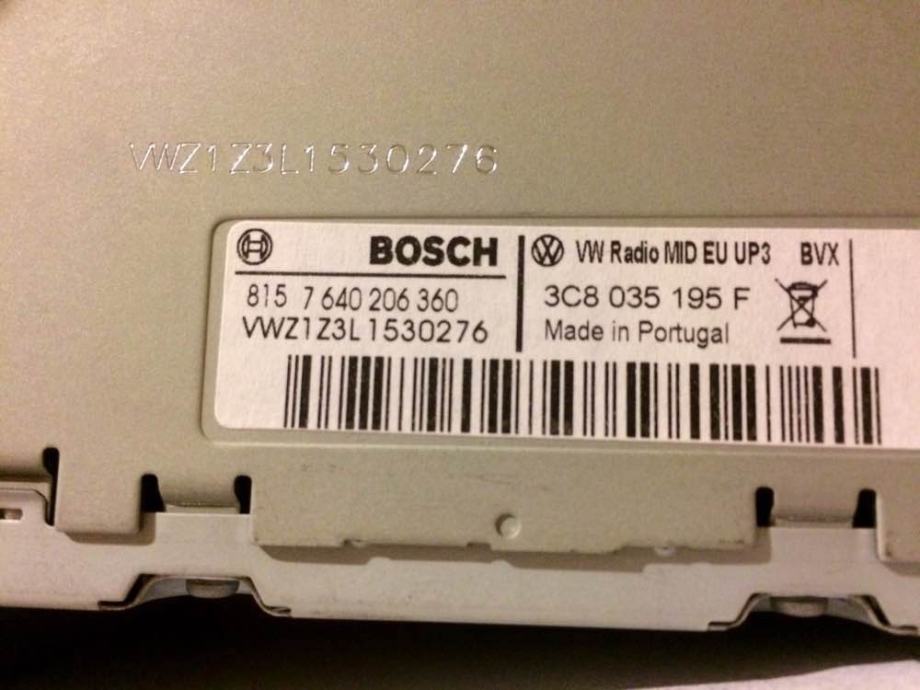 VWZ1Z3L1530276
BOSCH
815 7 640 206 360
VWZ1Z3L1530276
VW Radio MID EU UP3 BVX
3C8 035 195 F
Made in Portugal